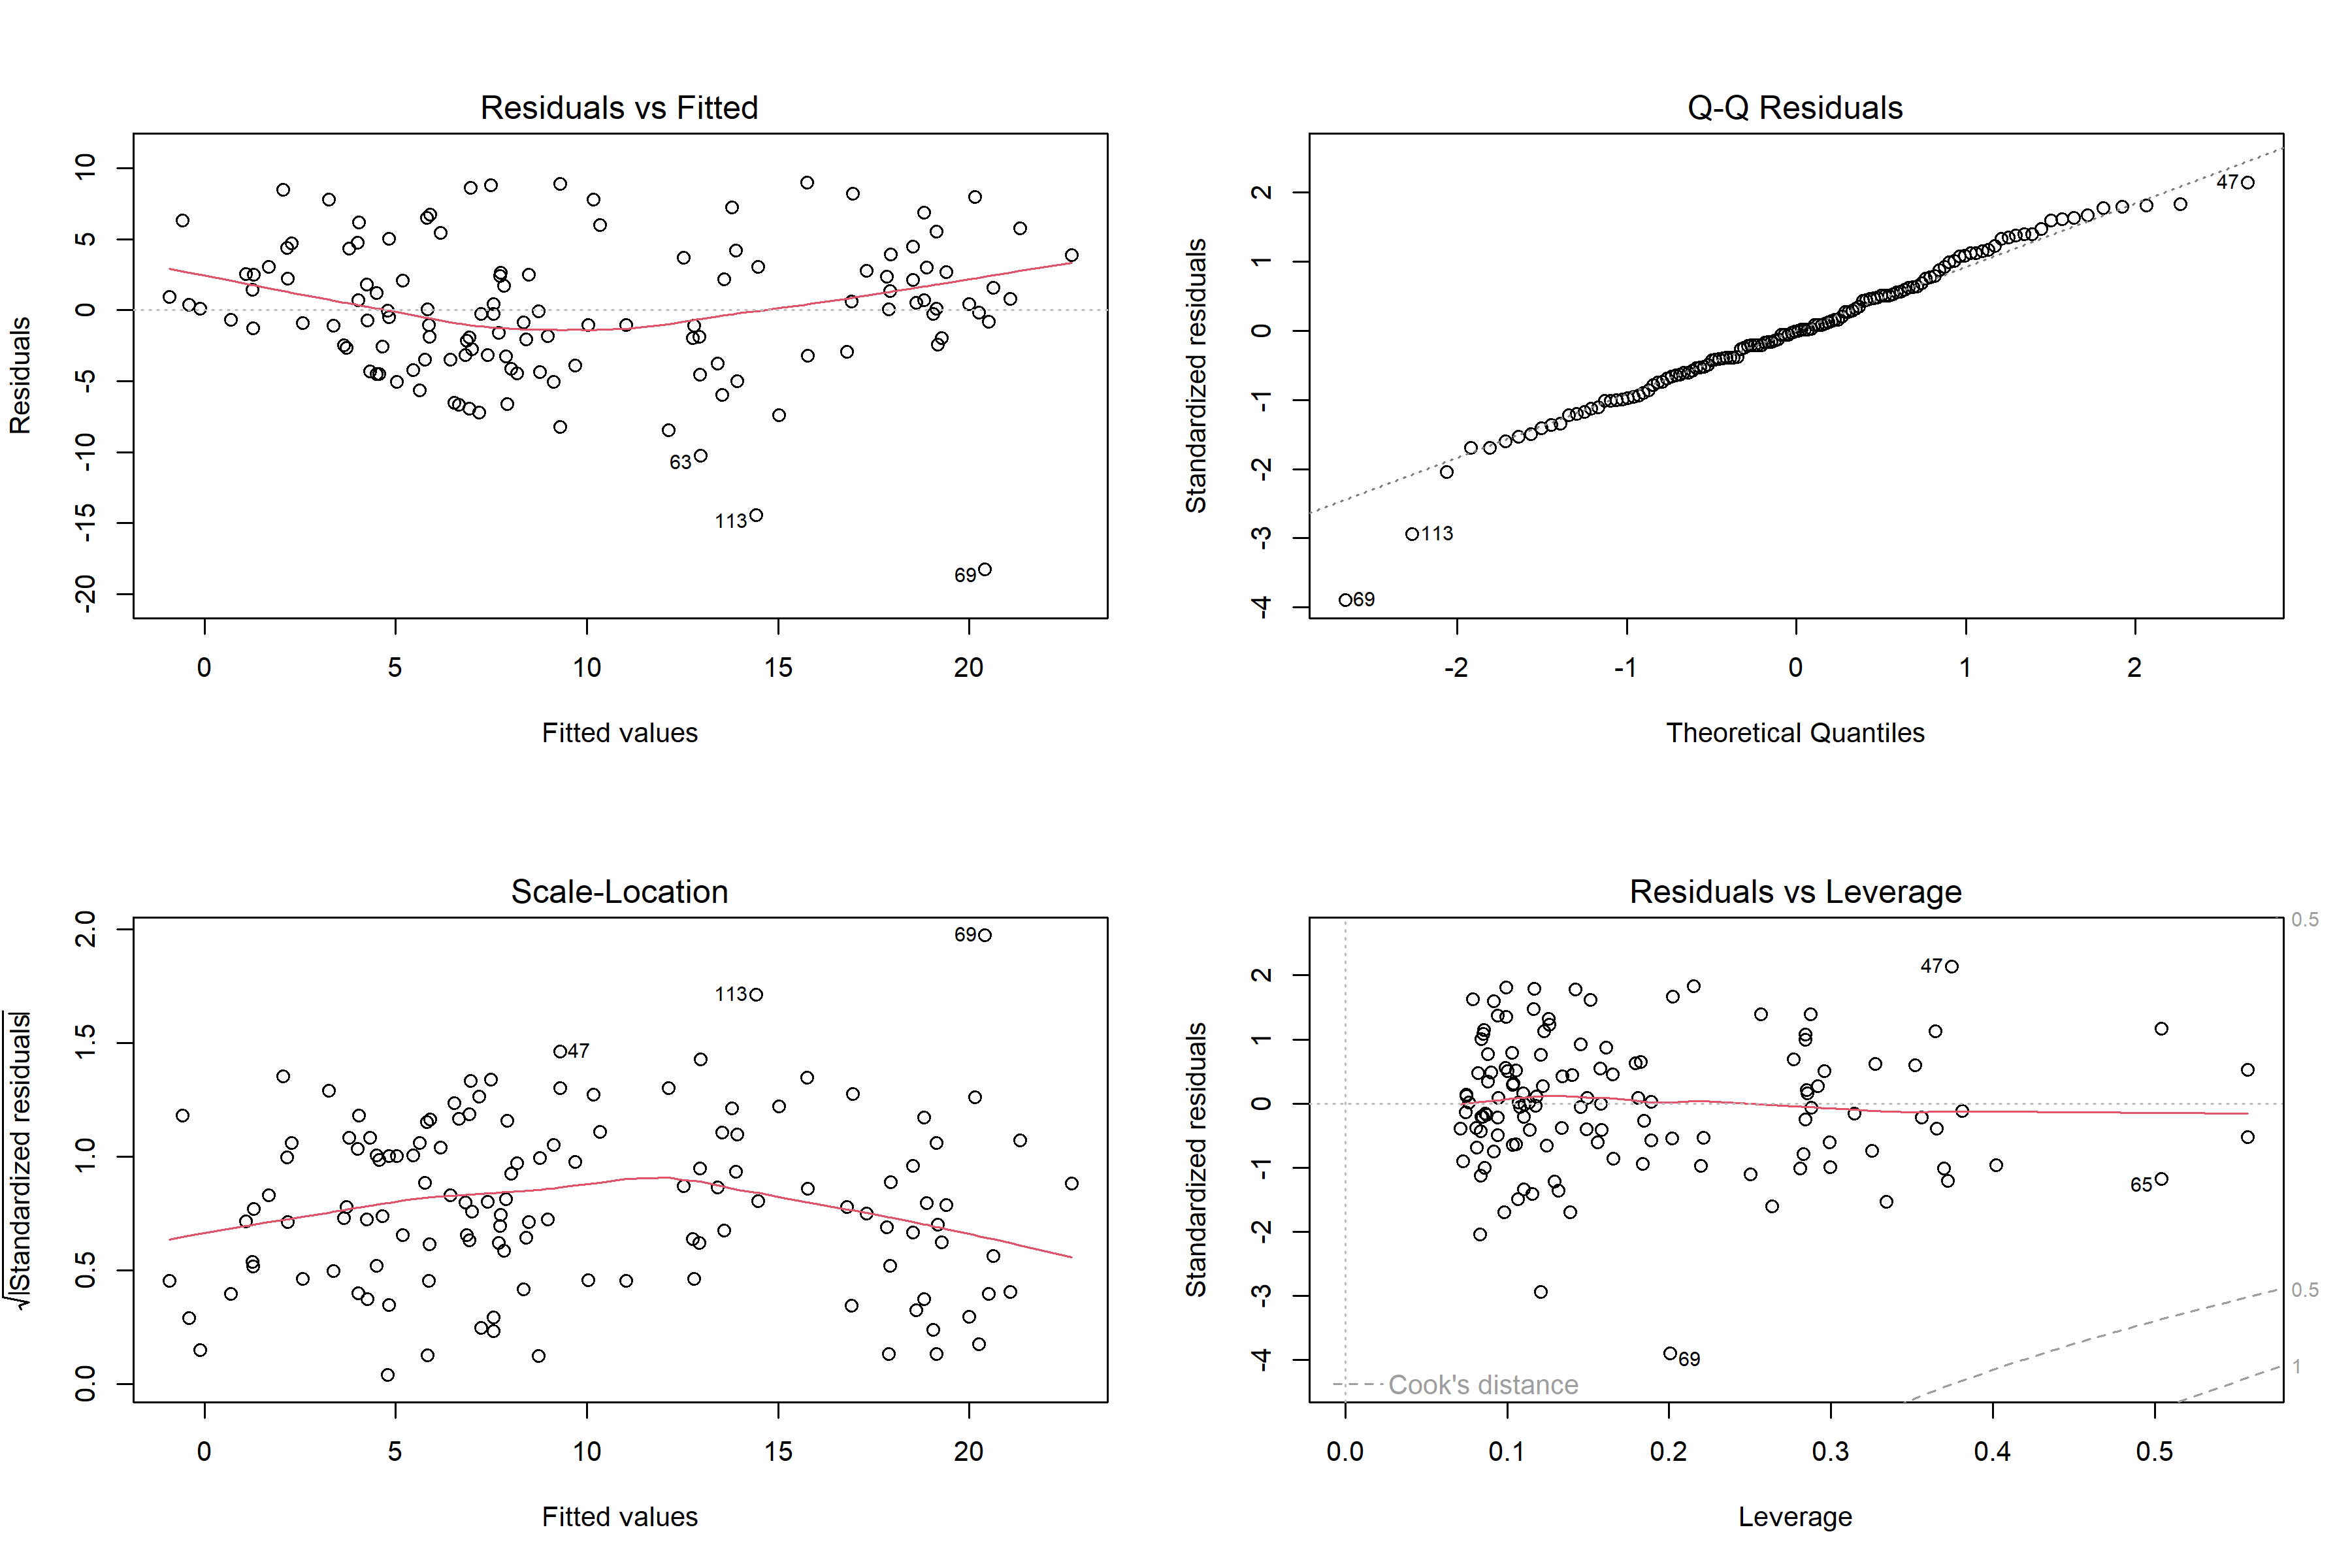 Residuals vs Fitted
10
5
0
-5
-10
-15
-20
Residuals
63
113
69
0 5 10 15 20
Fitted values
Q-Q Residuals
2
1
0
-1
-2
-3
-4
Standardized residuals
47
113
69
-2 -1 0 1 2
Theoretical Quantiles
Scale-Location
2.0
1.5
1.0
0.5
0.0
√|Standardized residuals|
69
113
47
0 5 10 15 20
Fitted values
Residuals vs Leverage
2
1
0
-1
-2
-3
-4
Standardized residuals
47
65
69
0.5
0.5
1
Cook's distance
0.0 0.1 0.2 0.3 0.4 0.5
Leverage